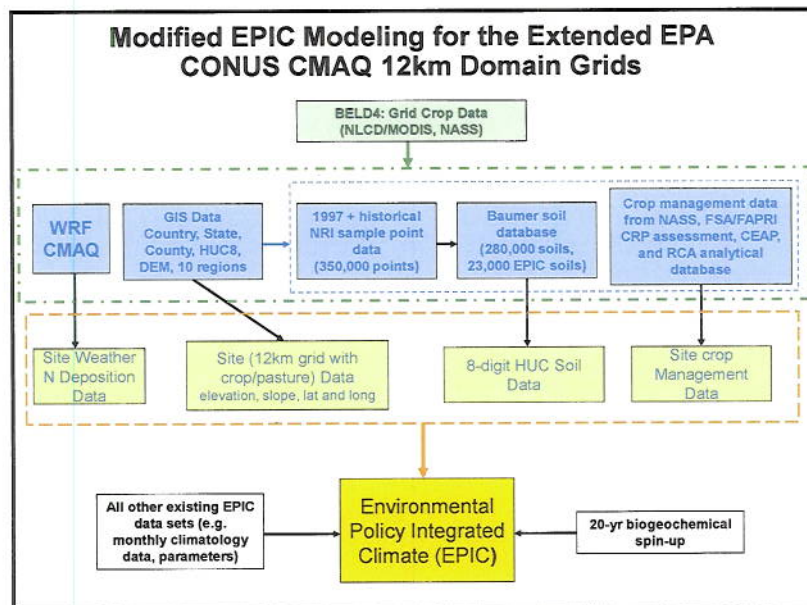 Modified EPIC Modeling for the Extended EPA
CONUS CMAQ 12km Domain Grids
BELD4: Grid Crop Data
(NLCD/MODIS, NASS)
WRF
CMAQ
GIS Data
Country, State,
County, HUC8,
DEM, 10 regions
1997 + historical
NRI sample point
data
(350,000 points)
Baumer soil
database
(280,000 soils,
23,000 EPIC soils)
Crop management data
from NASS, FSA/FAPRI
CRP assessment, CEAP,
and RCA analytical
database
Site Weather
N Deposition
Data
Site (12km grid with
crop/pasture) Data
elevation, slope, lat and long
8-digit HUC Soil
Data
Site crop
Management
Data
All other existing EPIC
data sets (e.g.
monthly climatology
data, parameters)
Environmental
Policy Integrated
Climate (EPIC)
20-yr biogeochemical
spin-up